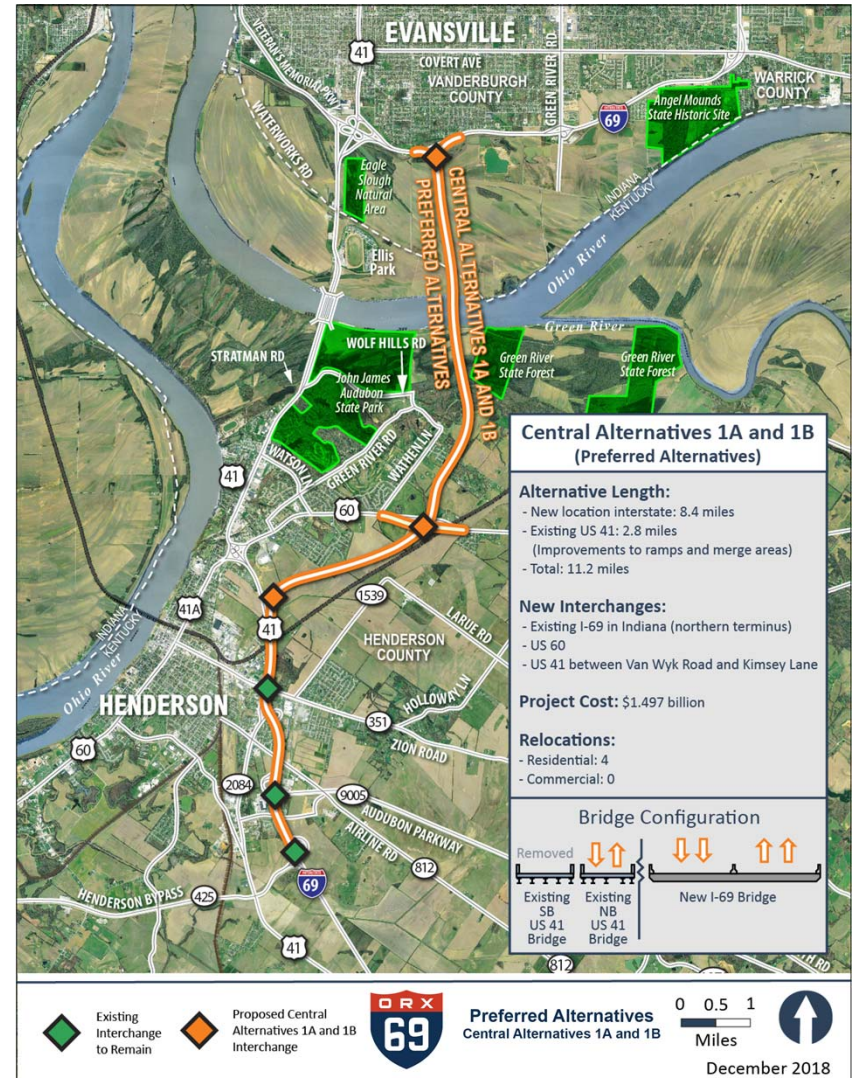 EVANSVILLE
VETERAN'S MEMORIAL PKWY
41
COVERT AVE
VANDERBURGH
COUNTY
GREEN RIVER RD
WARRICK
COUNTY
WATERWORKS RD
INTERSTATE
69
Angel Mounds
State Historic Site
Eagle
Slough
Natural
Area
CENTRAL ALTERNATIVES 1A AND 1B
PREFERRED ALTERNATIVES
INDIANA
KENTUCKY
Ellis
Park
Ohio River
Green River
STRATMAN RD
WOLF HILLS RD
John James
Audubon
State Park
Green River
State Forest
Green River
State Forest
WATSON LN
GREEN RIVER RD
WATHEN LN
41
60
41A
INDIANA
KENTUCKY
Ohio River
41
1539
LARUE RD
HENDERSON
COUNTY
HENDERSON
HOLLOWAY LN
351
ZION ROAD
60
2084
9005
AUDUBON PARKWAY
AIRLINE RD
812
INTERSTATE
69
HENDERSON BYPASS
425
41
812
TH RD
Central Alternatives 1A and 1B
(Preferred Alternatives)
Alternative Length:
- New location interstate: 8.4 miles
- Existing US 41: 2.8 miles
(Improvements to ramps and merge areas)
- Total: 11.2 miles
New Interchanges:
- Existing I-69 in Indiana (northern terminus)
- US 60
- US 41 between Van Wyk Road and Kimsey Lane
Project Cost: $1.497 billion
Relocations:
- Residential: 4
- Commercial: 0
Bridge Configuration
Removed
Existing
SB
US 41
Bridge
Existing
NB
US 41
Bridge
New I-69 Bridge
Existing
Interchange
to Remain
Proposed Central
Alternatives 1A and 1B
Interchange
ORX
69
Preferred Alternatives
Central Alternatives 1A and 1B
0 0.5 1
Miles
December 2018